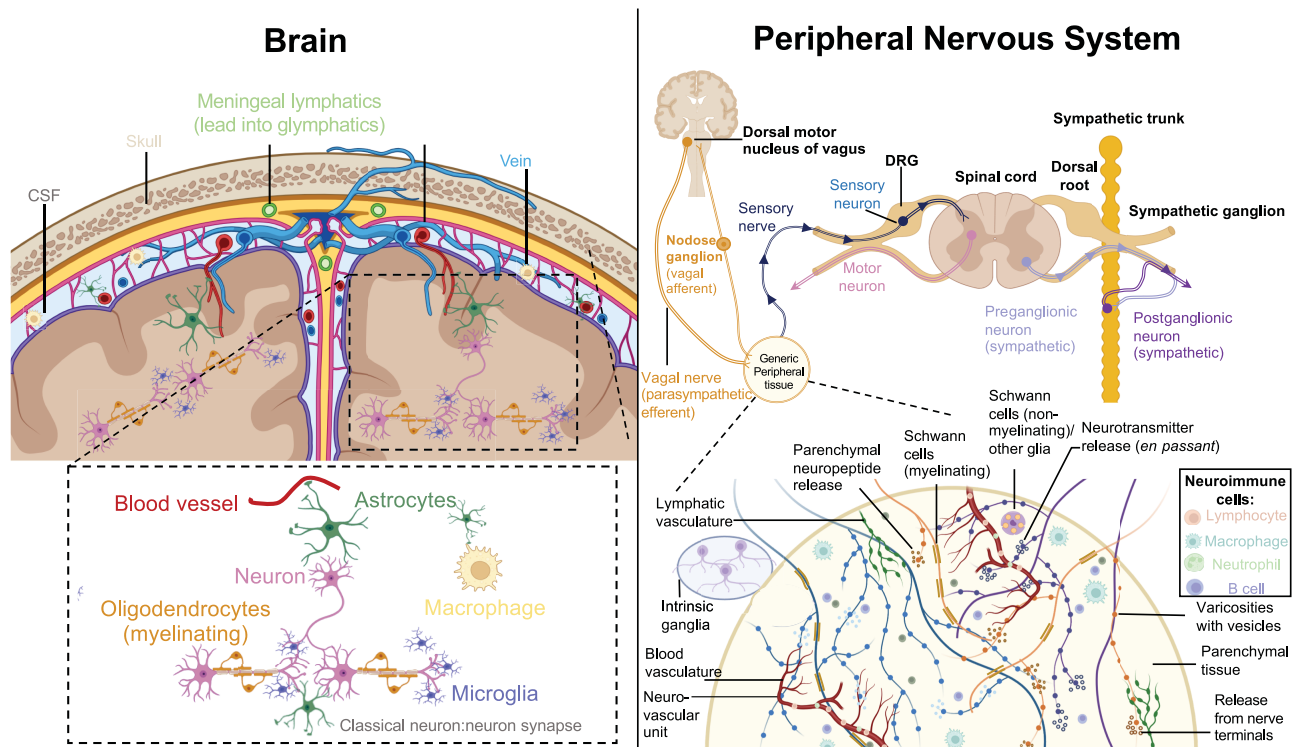 Brain
Meningeal lymphatics
(lead into glymphatics)
Skull
CSF
Vein
Blood vessel
Astrocytes
Neuron
Macrophage
Oligodendrocytes
(myelinating)
Microglia
Classical neuron:neuron synapse
Peripheral Nervous System
Dorsal motor
nucleus of vagus
Sensory
nerve
Nodose
ganglion
(vagal
afferent)
Vagal nerve
(parasympathetic
efferent)
Generic
Peripheral
tissue
DRG
Sensory
neuron
Motor
neuron
Spinal cord
Sympathetic trunk
Dorsal
root
Sympathetic ganglion
Preganglionic
neuron
(sympathetic)
Postganglionic
neuron
(sympathetic)
Lymphatic
vasculature
Intrinsic
ganglia
Blood
vasculature
Neuro-
vascular
unit
Parenchymal
neuropeptide
release
Schwann
cells
(myelinating)
Schwann
cells (non-
myelinating)/
other glia
Neurotransmitter
release (en passant)
Neuroimmune
cells:
Lymphocyte
Macrophage
Neutrophil
B cell
Varicosities
with vesicles
Parenchymal
tissue
Release
from nerve
terminals